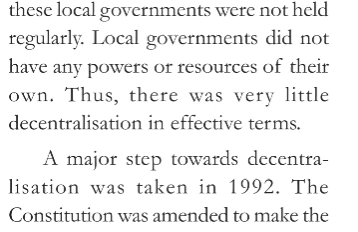 these local governments were not held
regularly. Local governments did not
have any powers or resources of their
own. Thus, there was very little
decentralisation in effective terms.
A major step towards decentra-
lisation was taken in 1992. The
Constitution was amended to make the